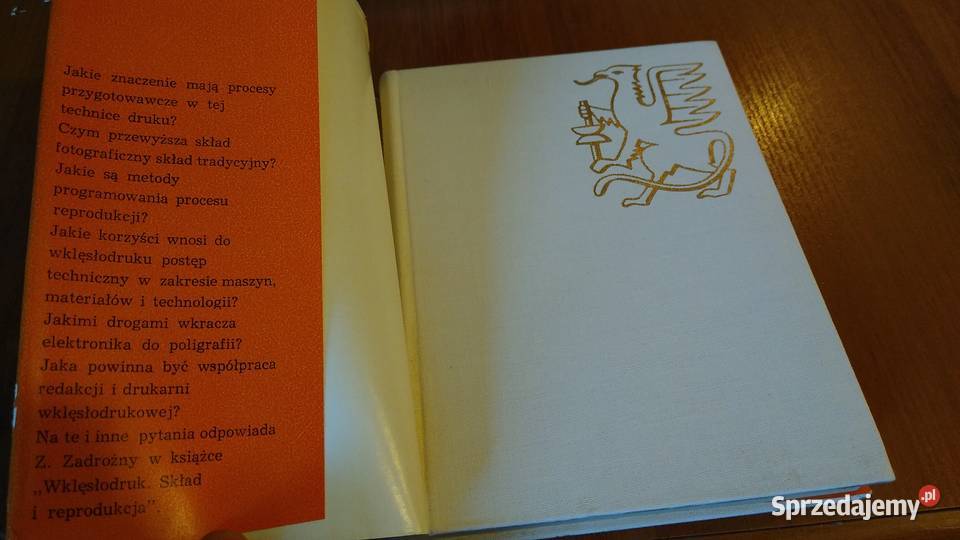 Jakie znaczenie mają procesy
przygotowawcze w tej
technice druku?
Czym przewyższa skład
fotograficzny skład tradycyjny?
Jakie są metody
programowania procesu
reprodukcji?
Jakie korzyści wnosi do
wklęsłodruku postęp
techniczny w zakresie maszyn,
materiałów i technologii?
Jakimi drogami wkracza
elektronika do poligrafii?
Jaka powinna być współpraca
redakcji i drukarni
wklęsłodrukowej?
Na te i inne pytania odpowiada
Z. Zadrożny w książce
„Wklęsłodruk. Skład
i reprodukcja".
Sprzedajemy.pl